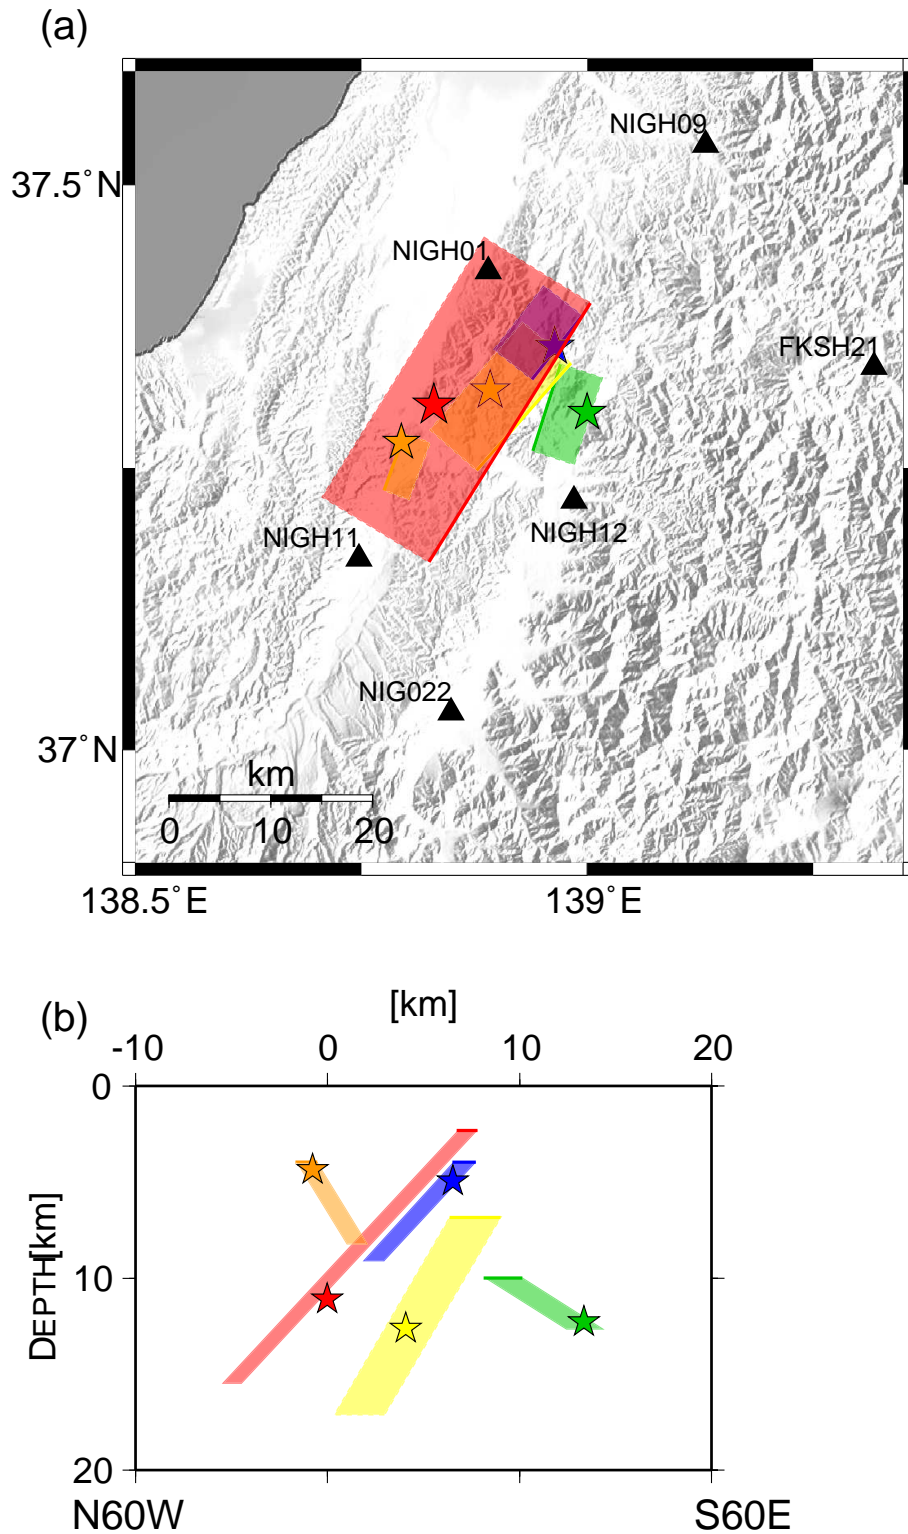 (a)
NIGH09
37.5°N
NIGH01
FKSH21
NIGH12
NIGH11
NIG022
37°N
km
0 10 20
138.5°E 139°E
(b)
[km]
-10 0 10 20
0
DEPTH[km]
10
20
N60W S60E